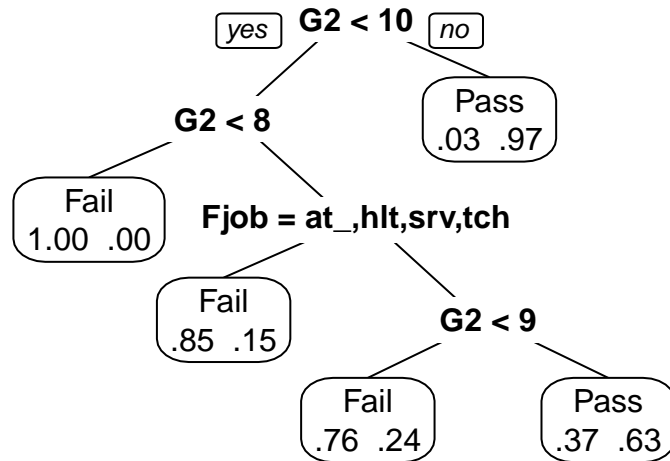 yes G2 < 10 no
G2 < 8
Pass
.03 .97
Fail
1.00 .00
Fjob = at_,hlt,srv,tch
Fail
.85 .15
G2 < 9
Fail
.76 .24
Pass
.37 .63